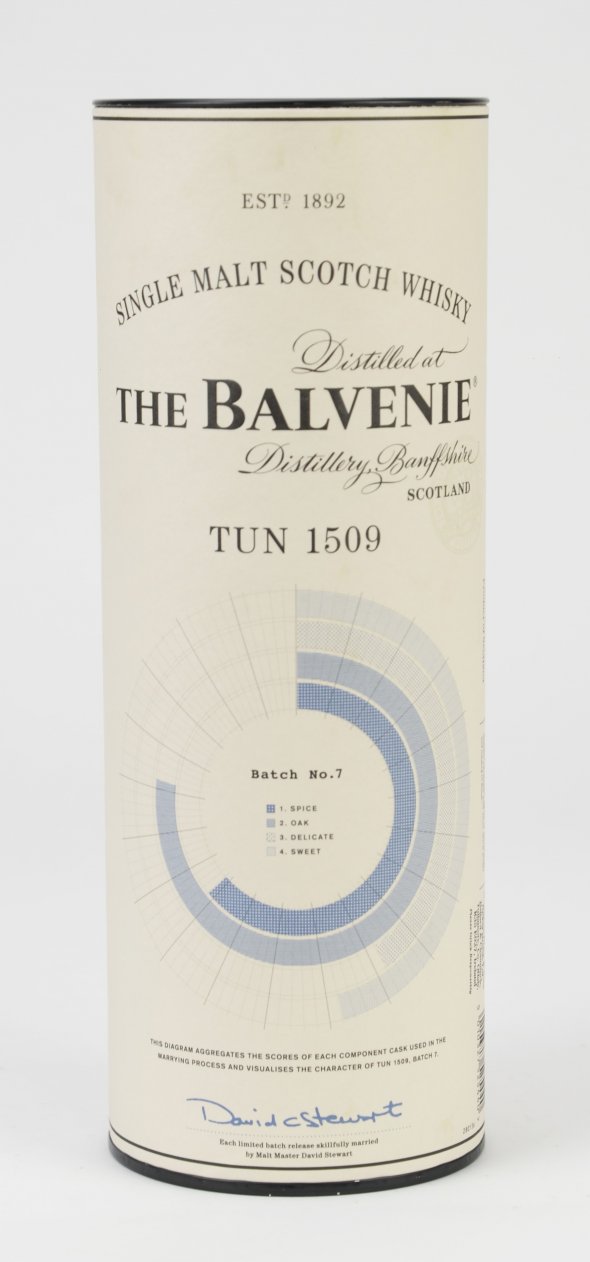 ESTD 1892
SINGLE MALT SCOTCH WHISKY
Distilled at
THE BALVENIE®
Distillery, Banffshire
SCOTLAND
TUN 1509
Batch No.7
1. SPICE
2. OAK
3. DELICATE
4. SWEET
THIS DIAGRAM AGGREGATES THE SCORES OF EACH COMPONENT CASK USED IN THE
MARRYING PROCESS AND VISUALISES THE CHARACTER OF TUN 1509, BATCH 7.
David C Stewart
Each limited batch release skillfully married
by Malt Master David Stewart